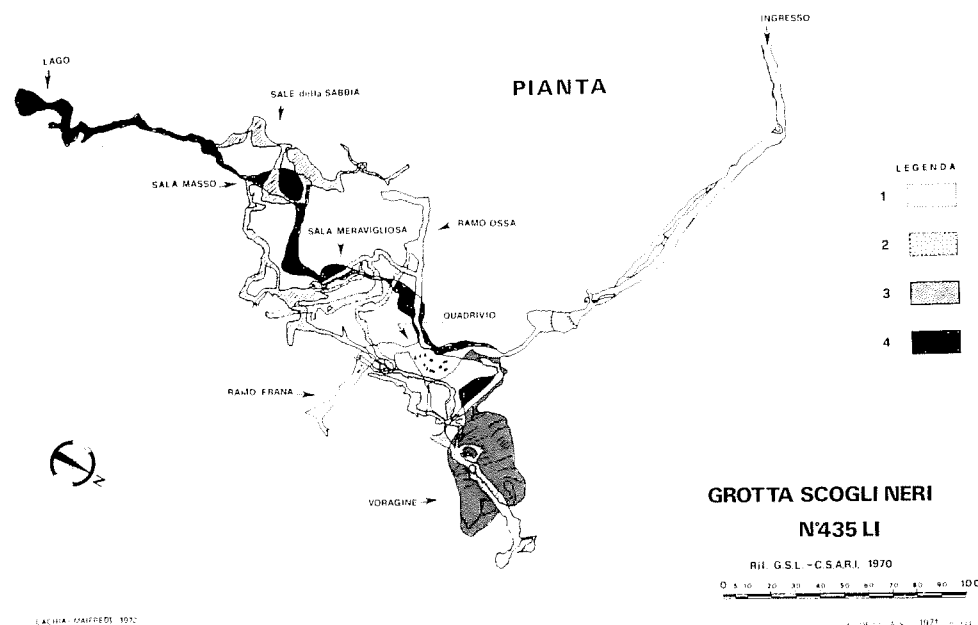 INGRESSO
LAGO
PIANTA
SALE della SABBIA
LEGENDA
SALA MASSO
1
RAMO OSSA
SALA MERAVIGLIOSA
2
3
QUADRIVIO
4
RAMO FRANA
N
VORAGINE
GROTTA SCOGLI NERI
N°435 LI
Ril. G.S.L. - C.S.A.R.I, 1970
0 5 10 20 30 40 50 60 70 80 90 100
1971